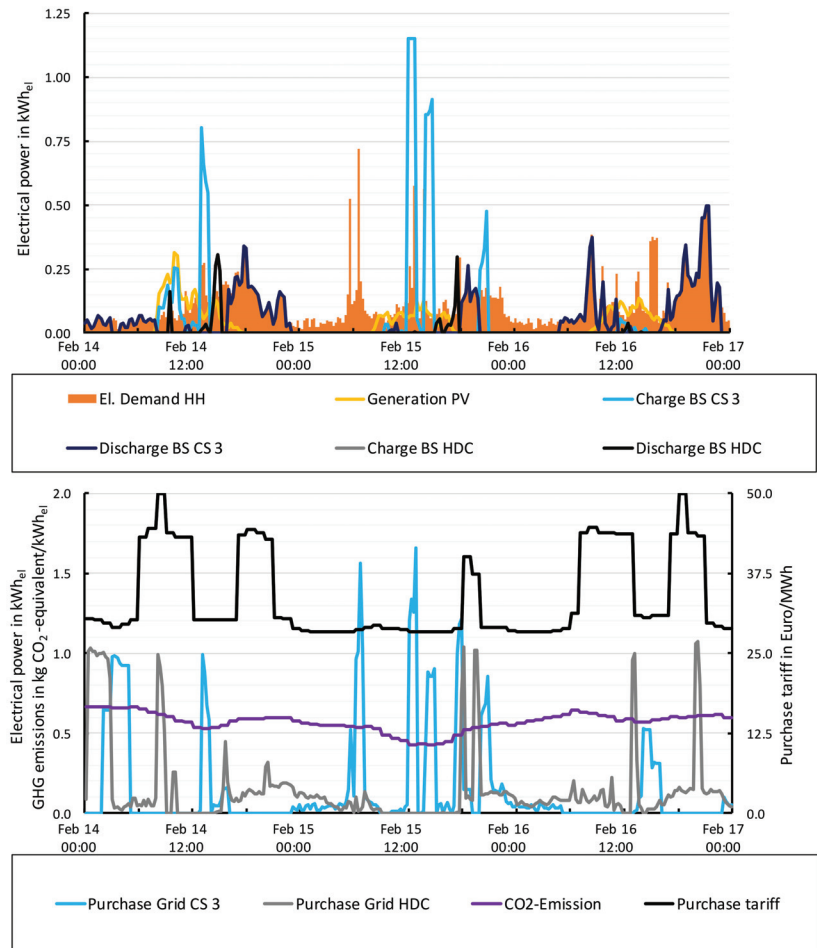 1.25
1.00
0.75
0.50
0.25
0.00
Electrical power in kWhel
Feb 14 Feb 14 Feb 15 Feb 15 Feb 16 Feb 16 Feb 17
00:00 12:00 00:00 12:00 00:00 12:00 00:00
El. Demand HH Generation PV Charge BS CS 3
Discharge BS CS 3 Charge BS HDC Discharge BS HDC
2.0 50.0
1.5 37.5
1.0 25.0
0.5 12.5
0.0 0.0
Electrical power in kWhel
GHG emissions in kg CO2 -equivalent/kWhel
Purchase tariff in Euro/MWh
Feb 14 Feb 14 Feb 15 Feb 15 Feb 16 Feb 16 Feb 17
00:00 12:00 00:00 12:00 00:00 12:00 00:00
Purchase Grid CS 3 Purchase Grid HDC CO2-Emission Purchase tariff